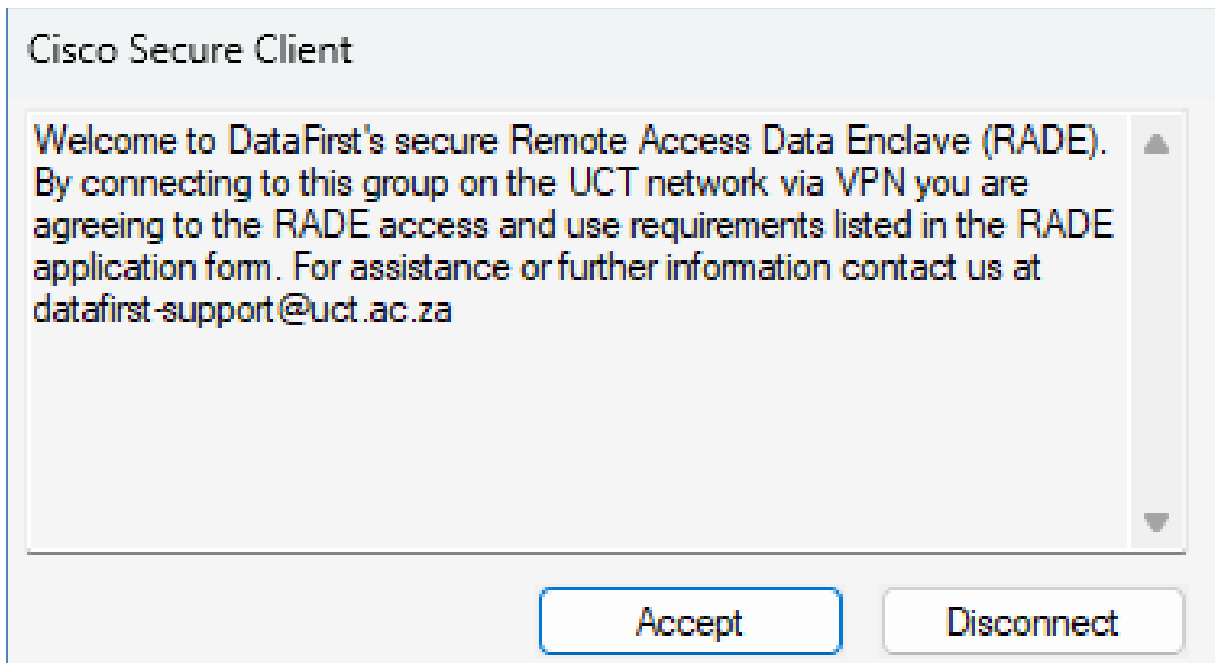 Cisco Secure Client
Welcome to DataFirst's secure Remote Access Data Enclave (RADE).
By connecting to this group on the UCT network via VPN you are
agreeing to the RADE access and use requirements listed in the RADE
application form. For assistance or further information contact us at
datafirst-support@uct.ac.za
Accept
Disconnect